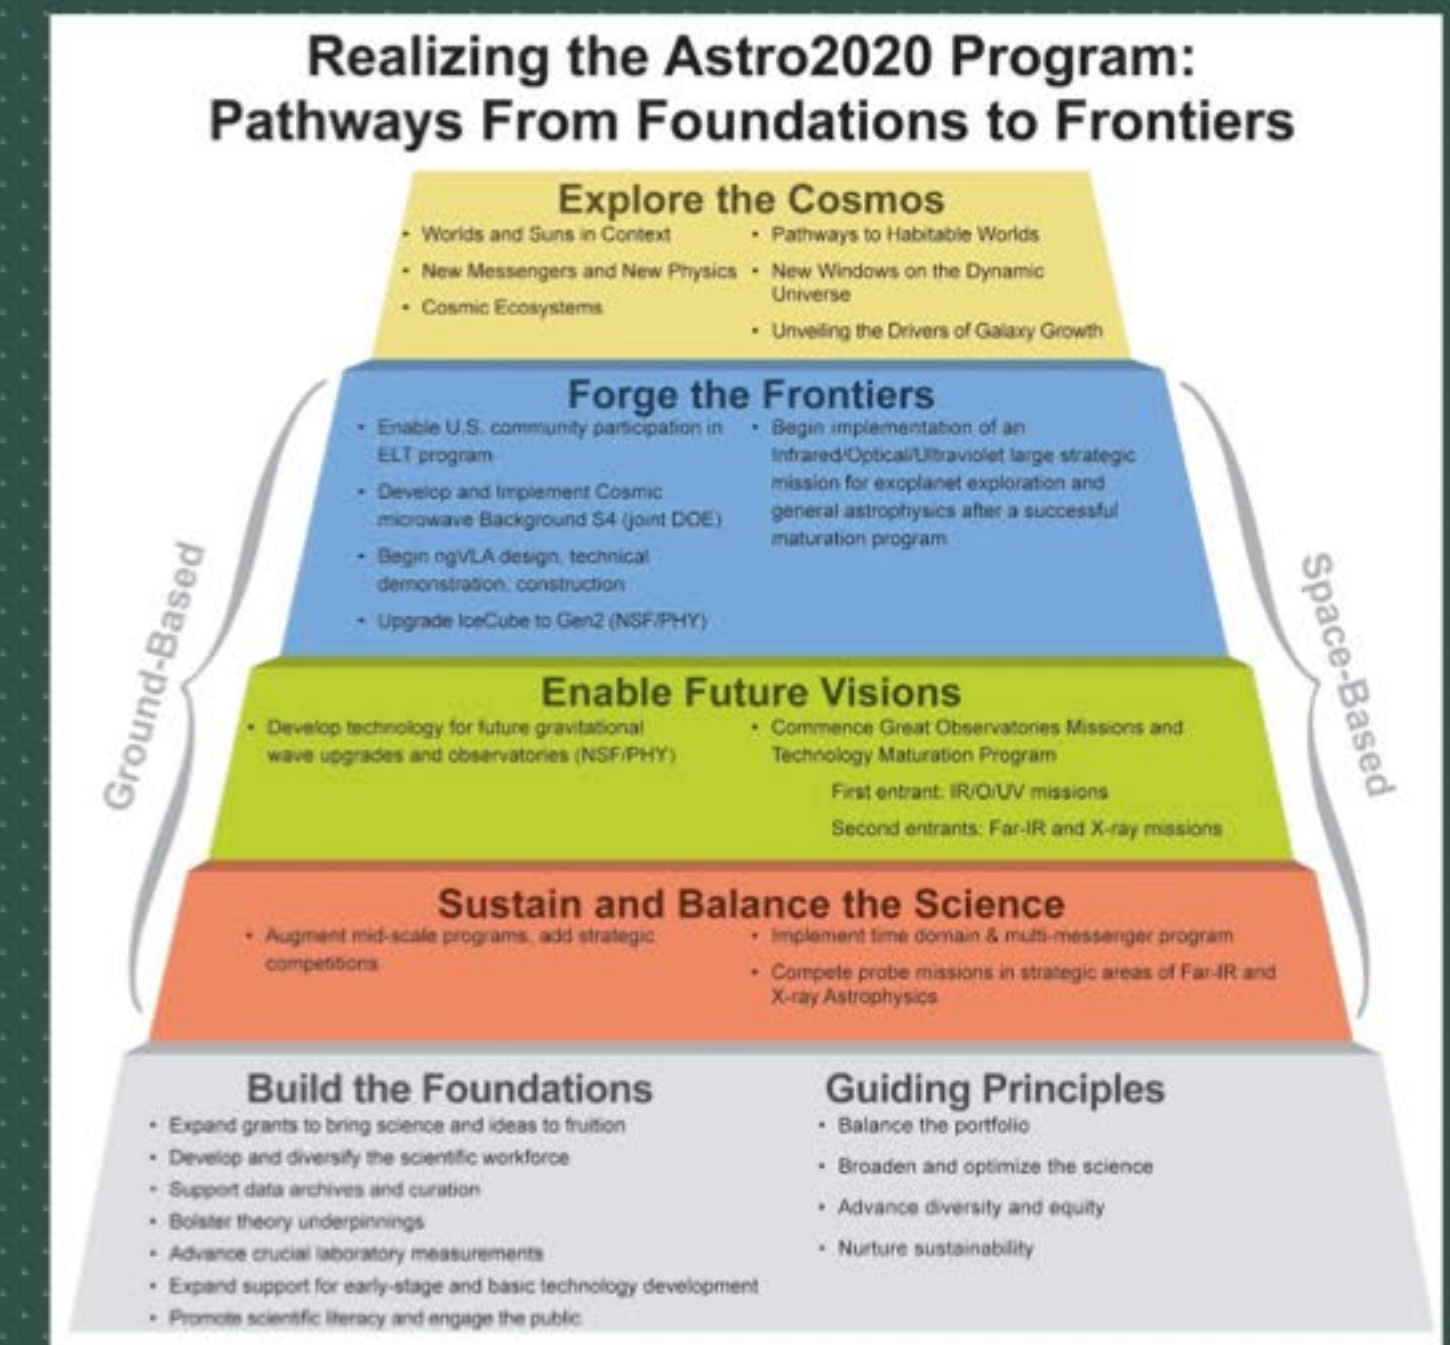 Realizing the Astro2020 Program:
Pathways From Foundations to Frontiers
Explore the Cosmos
• Worlds and Suns in Context
• New Messengers and New Physics
• Cosmic Ecosystems
• Pathways to Habitable Worlds
• New Windows on the Dynamic
Universe
• Unveiling the Drivers of Galaxy Growth
Ground-Based
Forge the Frontiers
• Enable U.S. community participation in
ELT program
• Develop and Implement Cosmic
microwave Background S4 (joint DOE)
• Begin ngVLA design, technical
demonstration, construction
• Upgrade IceCube to Gen2 (NSF/PHY)
• Begin implementation of an
Infrared/Optical/Ultraviolet large strategic
mission for exoplanet exploration and
general astrophysics after a successful
maturation program
Space-Based
Enable Future Visions
• Develop technology for future gravitational
wave upgrades and observatories (NSF/PHY)
• Commence Great Observatories Missions and
Technology Maturation Program
First entrant: IR/O/UV missions
Second entrants: Far-IR and X-ray missions
Sustain and Balance the Science
• Augment mid-scale programs, add strategic
competitions
• Implement time domain & multi-messenger program
• Compete probe missions in strategic areas of Far-IR and
X-ray Astrophysics
Build the Foundations
• Expand grants to bring science and ideas to fruition
• Develop and diversify the scientific workforce
• Support data archives and curation
• Bolster theory underpinnings
• Advance crucial laboratory measurements
• Expand support for early-stage and basic technology development
• Promote scientific literacy and engage the public
Guiding Principles
• Balance the portfolio
• Broaden and optimize the science
• Advance diversity and equity
• Nurture sustainability